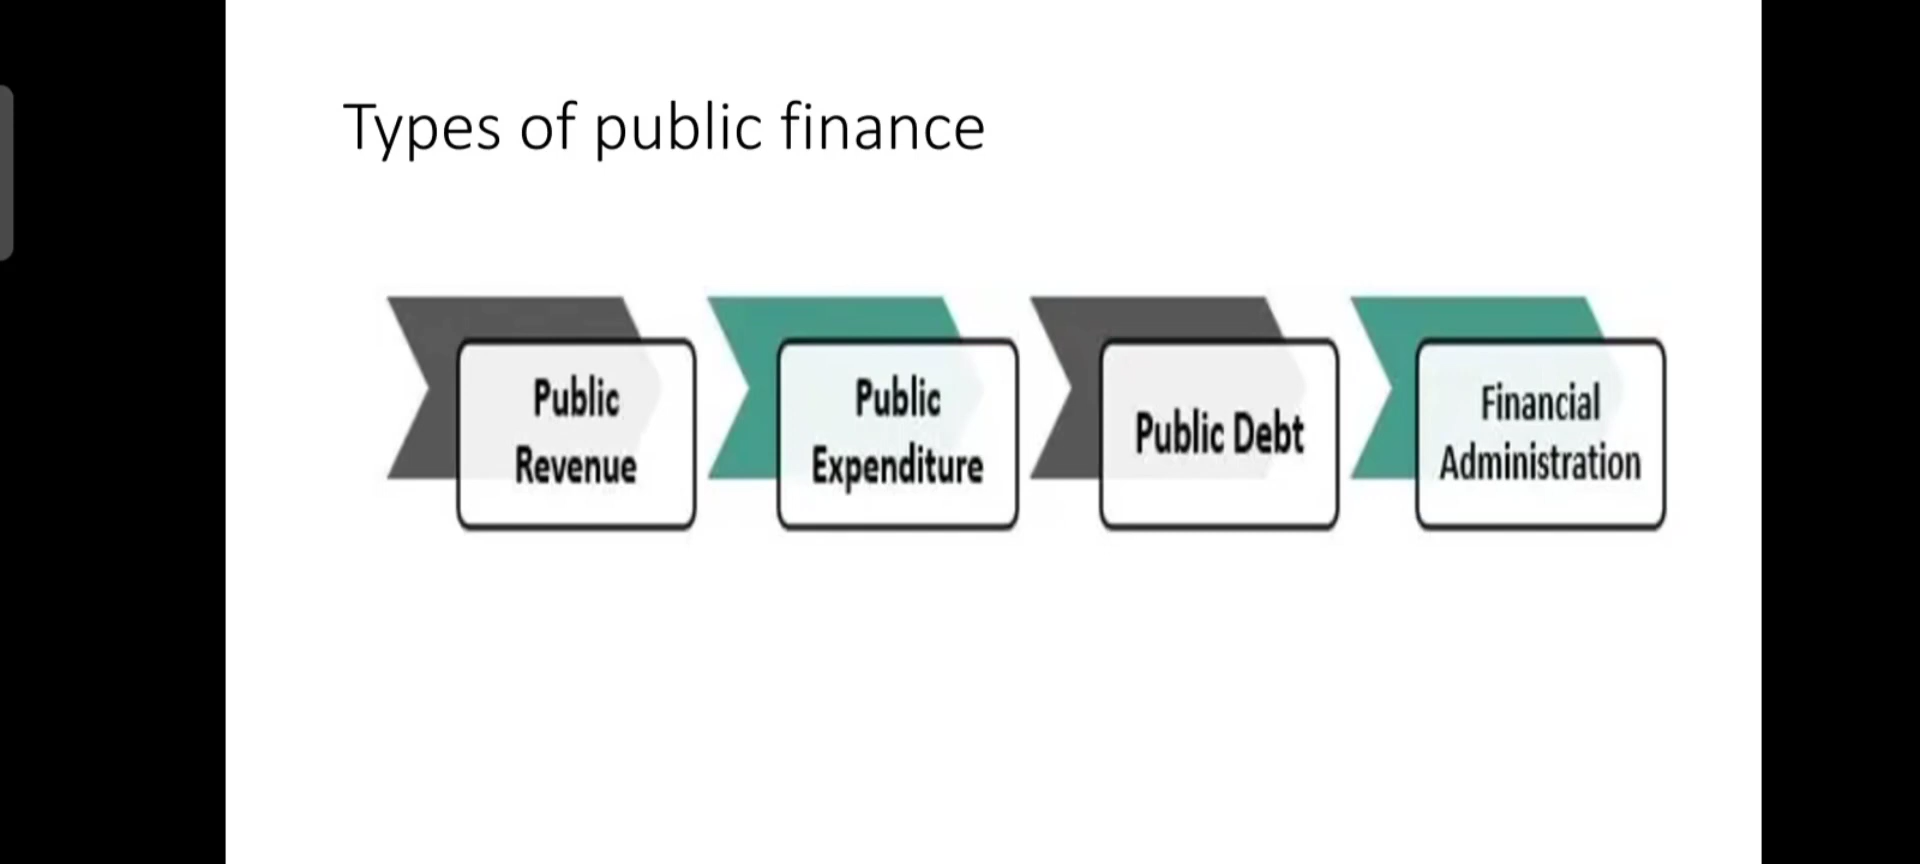 Types of public finance
Public
Revenue
Public
Expenditure
Public Debt
Financial
Administration